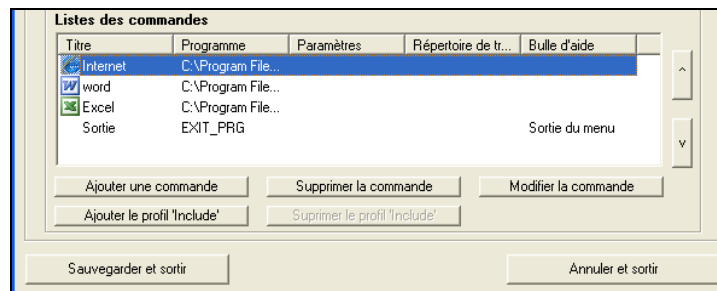 Listes des commandes
Titre Programme Paramètres Répertoire de tr... Bulle d'aide
Internet C:\Program File...
word C:\Program File...
Excel C:\Program File...
Sortie EXIT_PRG Sortie du menu
^
v
Ajouter une commande Supprimer la commande Modifier la commande
Ajouter le profil 'Include' Suprimer le profil 'Include'
Sauvegarder et sortir Annuler et sortir